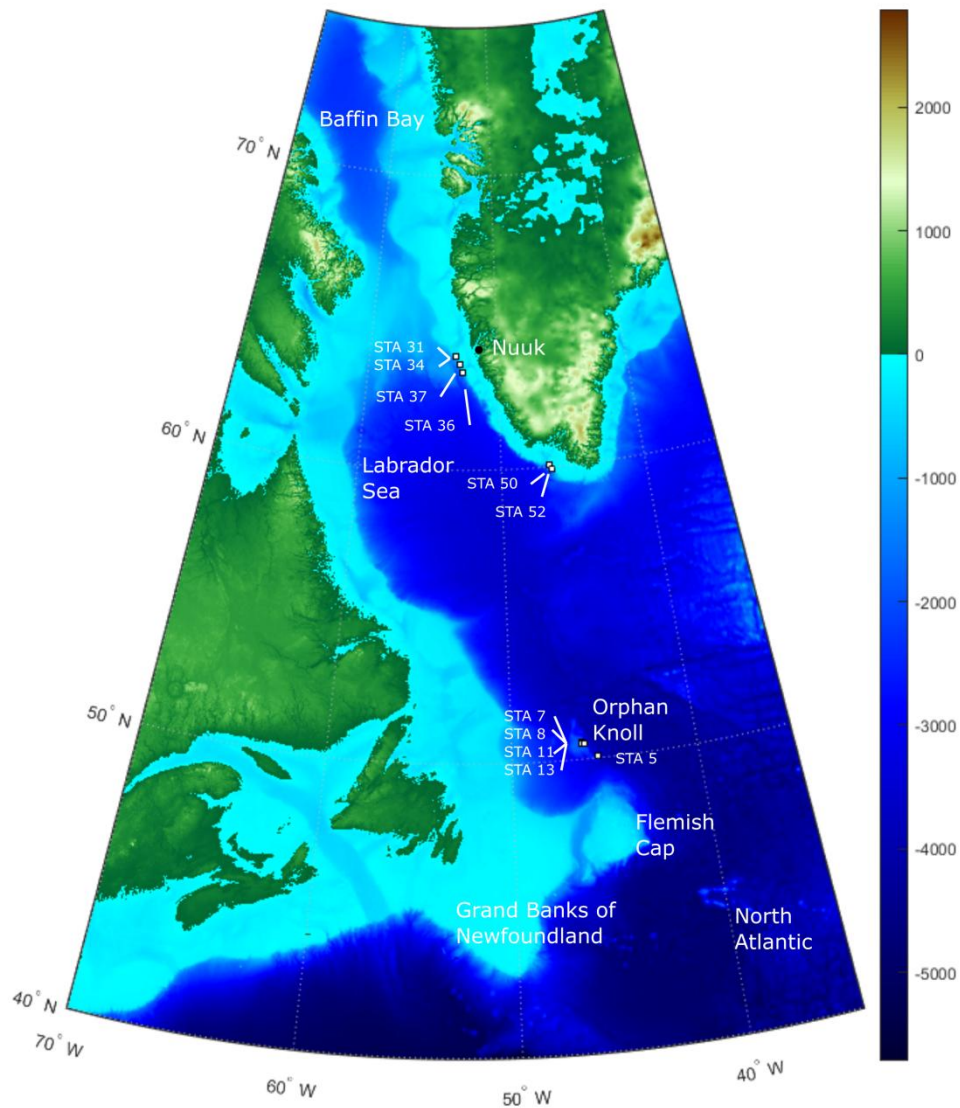 Baffin Bay
70° N
2000
1000
0
-1000
-2000
-3000
-4000
-5000
STA 31
STA 34
STA 37
STA 36
Nuuk
60° N
Labrador
Sea
STA 50
STA 52
50° N
STA 7
STA 8
STA 11
STA 13
Orphan
Knoll
STA 5
Flemish
Cap
Grand Banks of
Newfoundland
North
Atlantic
40° N
70° W
60° W
50° W
40° W